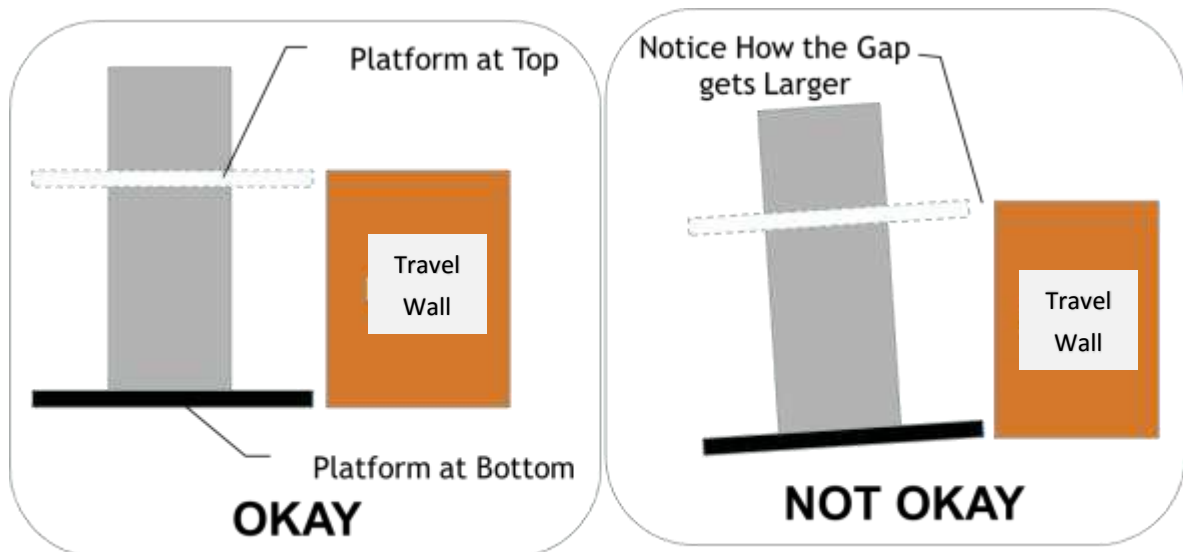 Platform at Top
Travel
Wall
Platform at Bottom
OKAY
Notice How the Gap
gets Larger
Travel
Wall
NOT OKAY